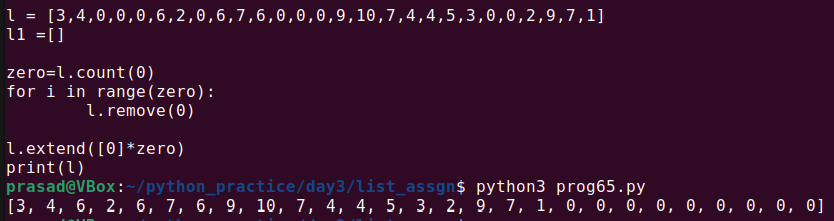 l = [3,4,0,0,0,6,2,0,6,7,6,0,0,0,9,10,7,4,4,5,3,0,0,2,9,7,1]
l1 =[]
zero=l.count(0)
for i in range(zero):
        l.remove(0)
l.extend([0]*zero)
print(l)
prasad@VBox:~/python_practice/day3/list_assgn$ python3 prog65.py
[3, 4, 6, 2, 6, 7, 6, 9, 10, 7, 4, 4, 5, 3, 2, 9, 7, 1, 0, 0, 0, 0, 0, 0, 0, 0, 0]